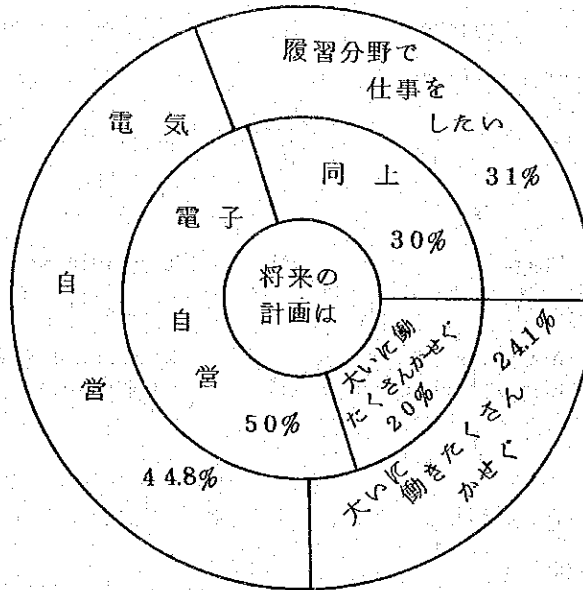 履習分野で
仕事を
したい
31%
電気
自
営
44.8%
24.1%
大いに
働きたくさん
かせぐ
同上
30%
電子
自
営
50%
大いに働
たくさんかせぐ
20%
将来の
計画は